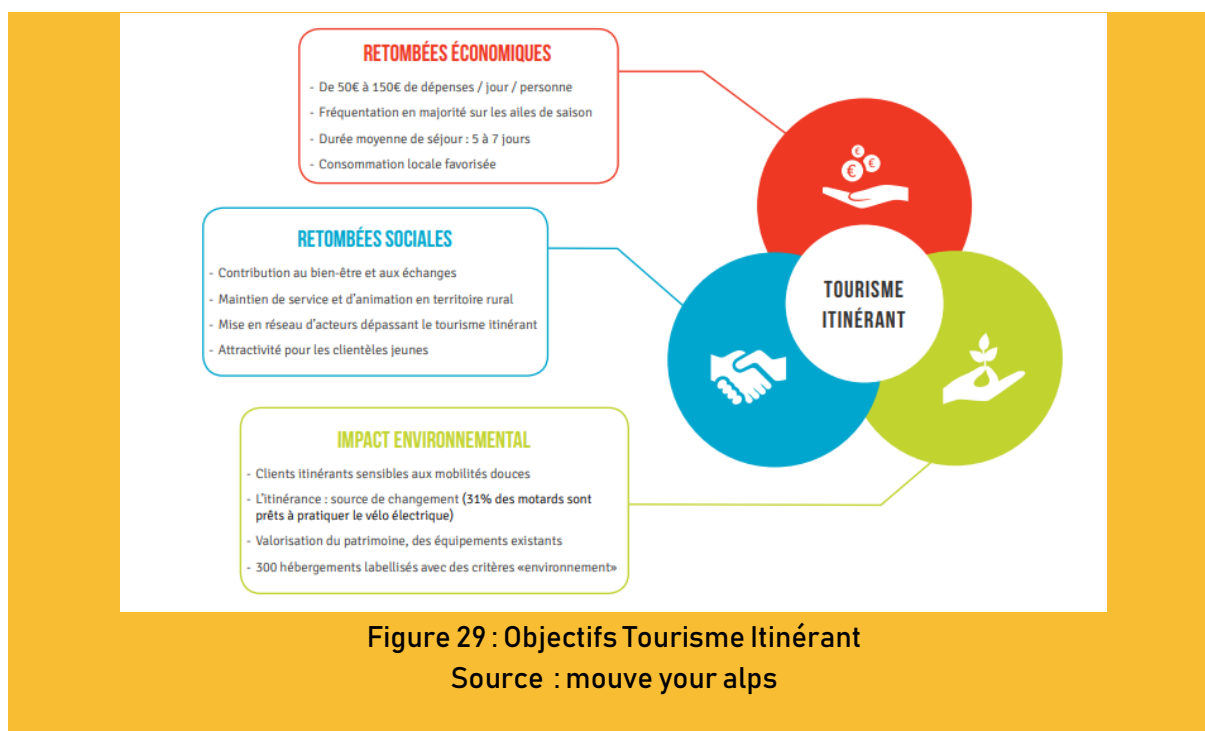 RETOMBÉES ÉCONOMIQUES
- De 50€ à 150€ de dépenses / jour / personne
- Fréquentation en majorité sur les ailes de saison
- Durée moyenne de séjour : 5 à 7 jours
- Consommation locale favorisée
RETOMBÉES SOCIALES
- Contribution au bien-être et aux échanges
- Maintien de service et d'animation en territoire rural
- Mise en réseau d'acteurs dépassant le tourisme itinérant
- Attractivité pour les clientèles jeunes
TOURISME
ITINÉRANT
IMPACT ENVIRONNEMENTAL
- Clients itinérants sensibles aux mobilités douces
- L'itinérance : source de changement (31% des motards sont
prêts à pratiquer le vélo électrique)
- Valorisation du patrimoine, des équipements existants
- 300 hébergements labellisés avec des critères «environnement»
Figure 29 : Objectifs Tourisme Itinérant
Source : mouve your alps